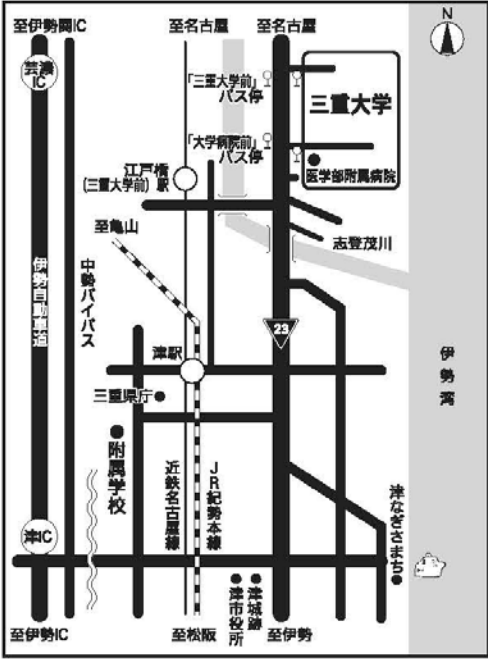 至伊勢関IC
至名古屋
至名古屋
N
芸濃
IC
「三重大学前」
バス停
三重大学
「大学病院前」
バス停
江戸橋
(三重大学前)駅
医学部附属病院
至亀山
志登茂川
伊勢自動車道
中勢バイパス
23
津駅
伊勢湾
三重県庁
附属学校
近鉄名古屋線
JR紀勢本線
津なぎさまち
津IC
津市役所
津城跡
至伊勢IC
至松阪
至伊勢